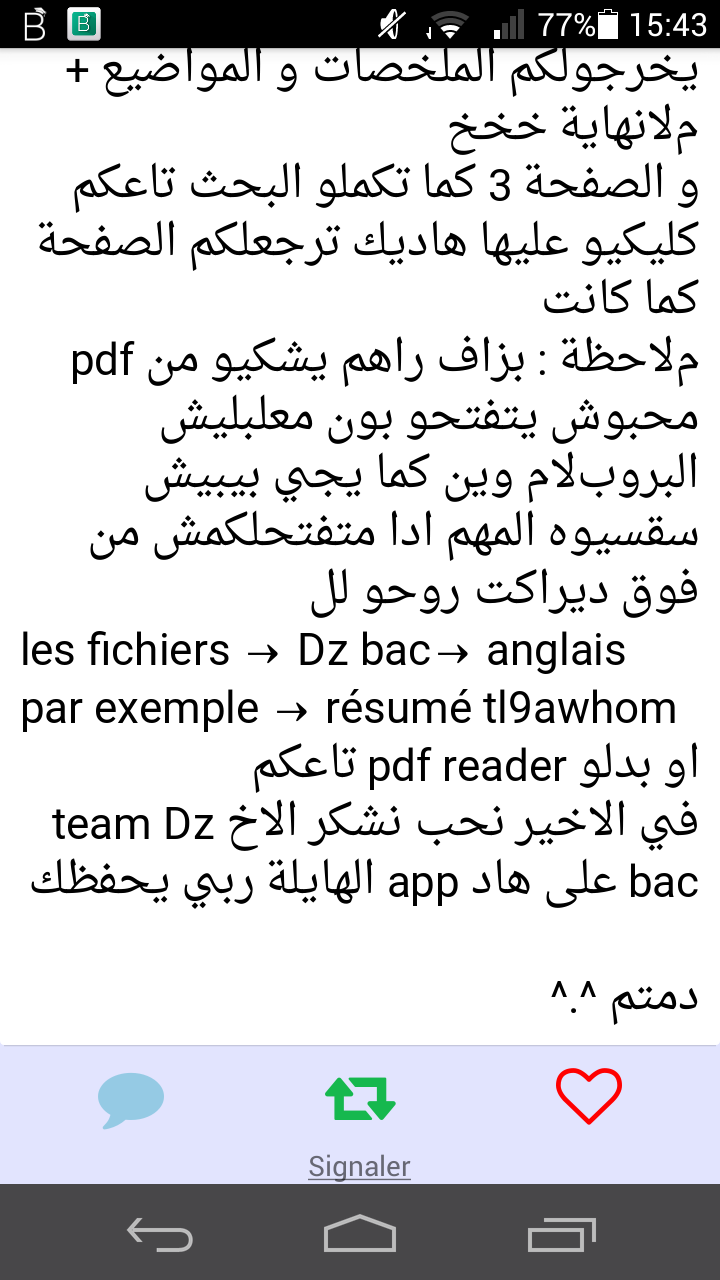 77% 15:43
يخرجولكم الملخصات و المواضيع +
ملانهاية خخخ
و الصفحة 3 كما تكملو البحث تاعكم
كليكيو عليها هاديك ترجعلكم الصفحة
كما كانت
ملاحظة : بزاف راهم يشكيو من pdf
محبوش يتفتحو بون معلبليش
البروبلام وين كما يجي بيبيش
سقسيوه المهم ادا متفتحلكمش من
فوق ديراكت روحو لل
les fichiers → Dz bac→ anglais
par exemple → résumé tl9awhom
او بدلو pdf reader تاعكم
في الاخير نحب نشكر الاخ team Dz
bac على هاد app الهايلة ربي يحفظك
دمتم ^.^
Signaler